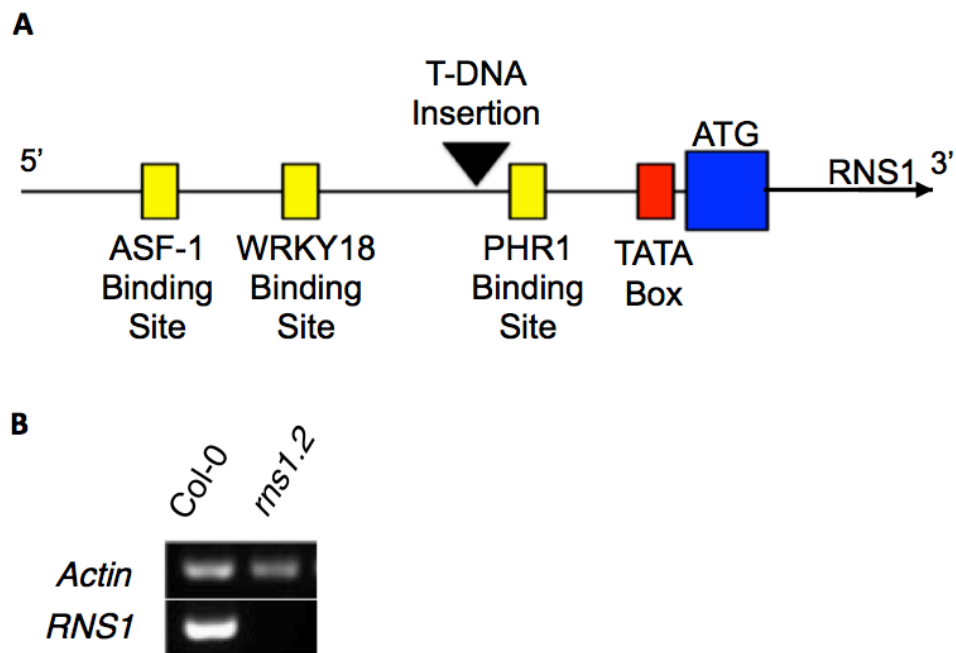 A
T-DNA
Insertion
ATG
5’
RNS1 3’
ASF-1 WRKY18 PHR1 TATA
Binding Binding Binding Box
Site Site Site
B
Col-0 rns1.2
Actin
RNS1